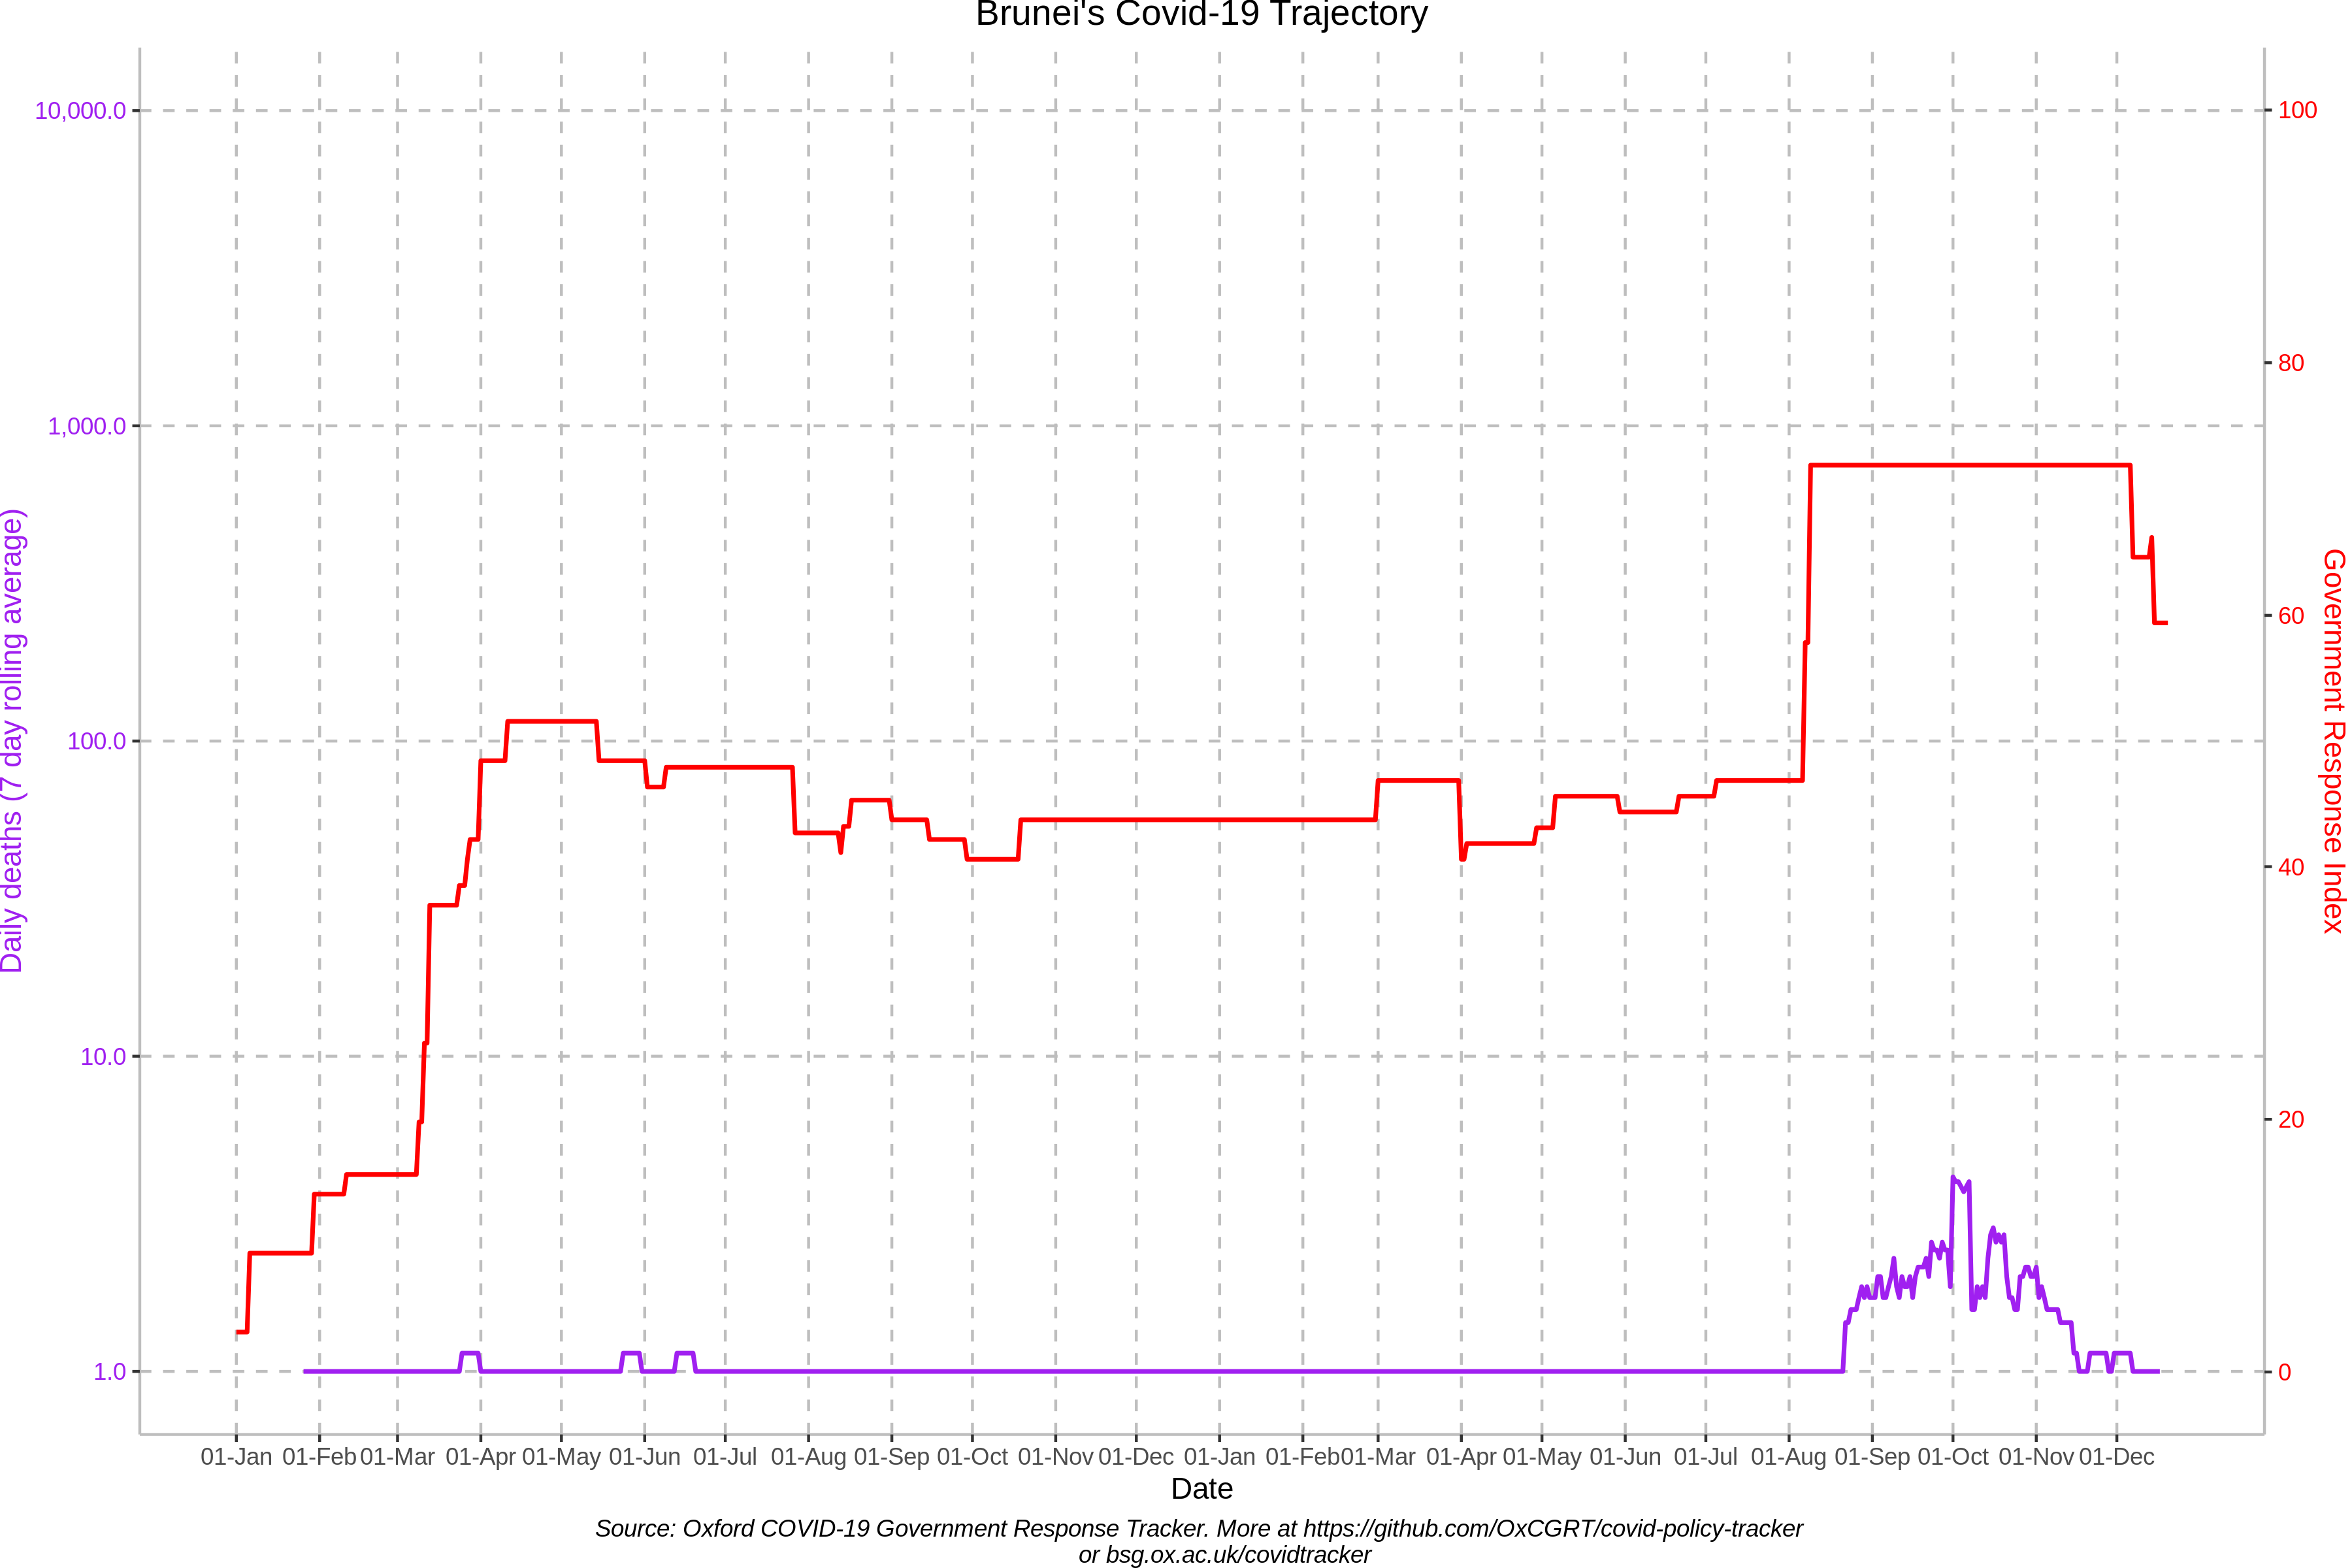 Brunei's Covid-19 Trajectory
10,000.0
1,000.0
100.0
10.0
1.0
Daily deaths (7 day rolling average)
100
80
60
40
20
0
Government Response Index
01-Jan 01-Feb 01-Mar 01-Apr 01-May 01-Jun 01-Jul 01-Aug 01-Sep 01-Oct 01-Nov 01-Dec 01-Jan 01-Feb 01-Mar 01-Apr 01-May 01-Jun 01-Jul 01-Aug 01-Sep 01-Oct 01-Nov 01-Dec
Date
Source: Oxford COVID-19 Government Response Tracker. More at https://github.com/OxCGRT/covid-policy-tracker
or bsg.ox.ac.uk/covidtracker